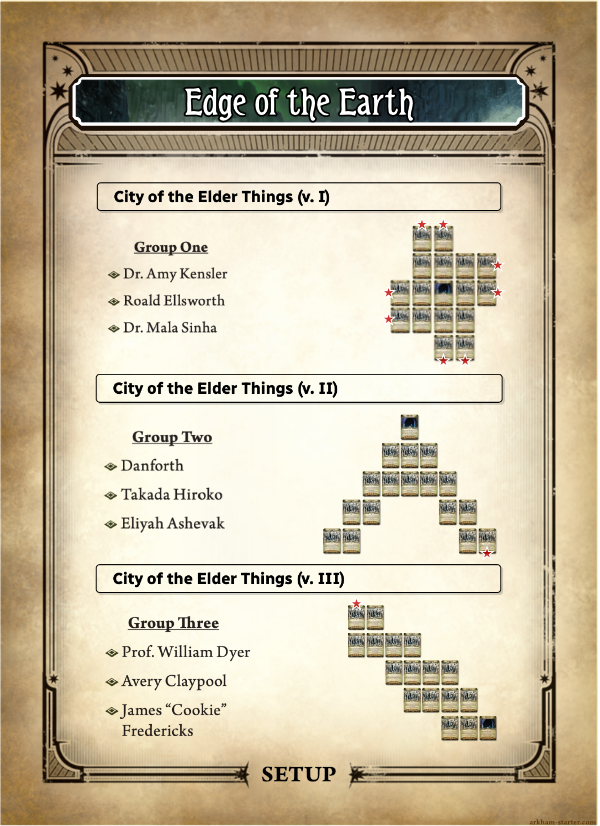 Edge of the Earth
City of the Elder Things (v. I)
Group One
Dr. Amy Kensler
Roald Ellsworth
Dr. Mala Sinha
City of the Elder Things (v. II)
Group Two
Danforth
Takada Hiroko
Eliyah Ashevak
City of the Elder Things (v. III)
Group Three
Prof. William Dyer
Avery Claypool
James “Cookie”
Fredericks
SETUP
arkham-starter.com